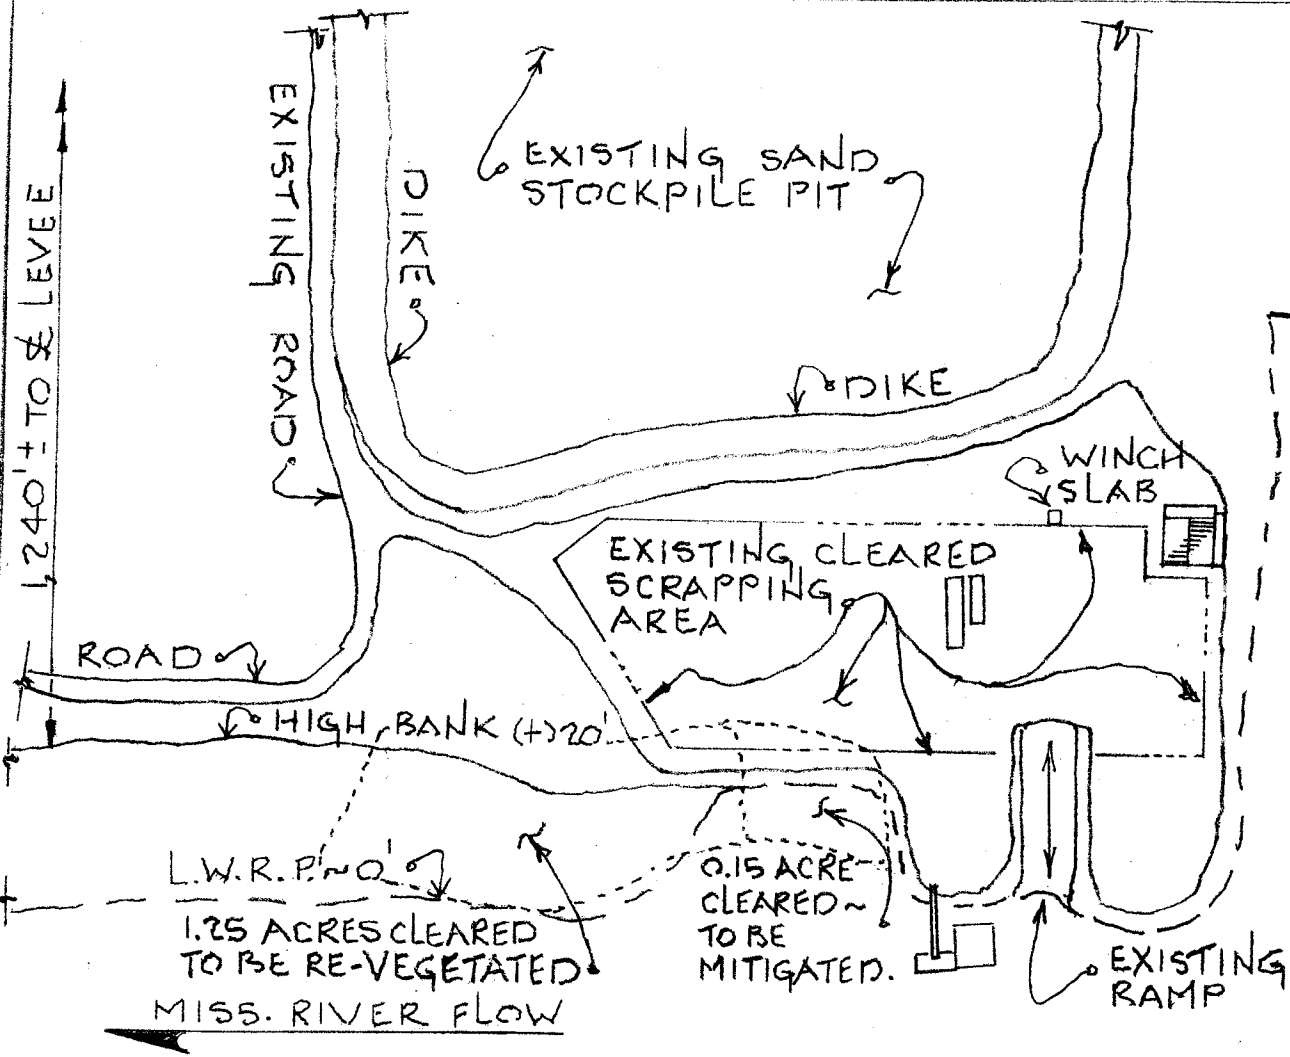 EXISTING SAND
STOCKPILE PIT
EXISTING ROAD
DIKE
1,240'± TO ℄ LEVEE
DIKE
WINCH
SLAB
EXISTING CLEARED
SCRAPPING
AREA
ROAD
HIGH BANK (+)20'
L.W.R.P. ~ 0'
1.25 ACRES CLEARED
TO BE RE-VEGETATED
0.15 ACRE
CLEARED ~
TO BE
MITIGATED.
EXISTING
RAMP
MISS. RIVER FLOW